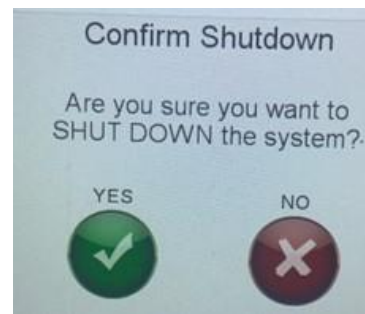 Confirm Shutdown
Are you sure you want to
SHUT DOWN the system?
YES
NO